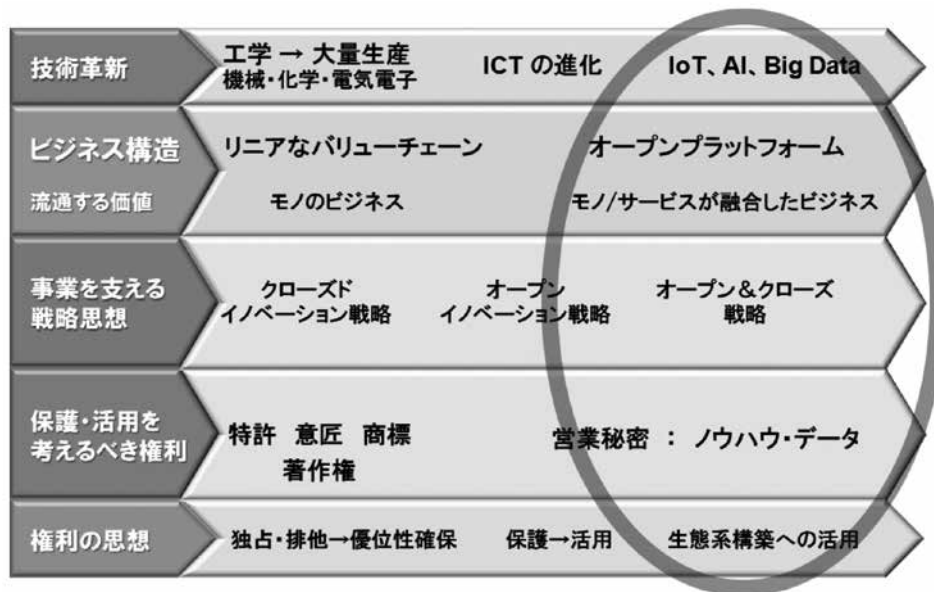 技術革新
工学 → 大量生産
機械・化学・電気電子
ICT の進化
IoT、AI、Big Data
ビジネス構造
リニアなバリューチェーン
オープンプラットフォーム
流通する価値
モノのビジネス
モノ/サービスが融合したビジネス
事業を支える
戦略思想
クローズド
イノベーション戦略
オープン
イノベーション戦略
オープン＆クローズ
戦略
保護・活用を
考えるべき権利
特許 意匠 商標
著作権
営業秘密 ： ノウハウ・データ
権利の思想
独占・排他→優位性確保
保護→活用
生態系構築への活用